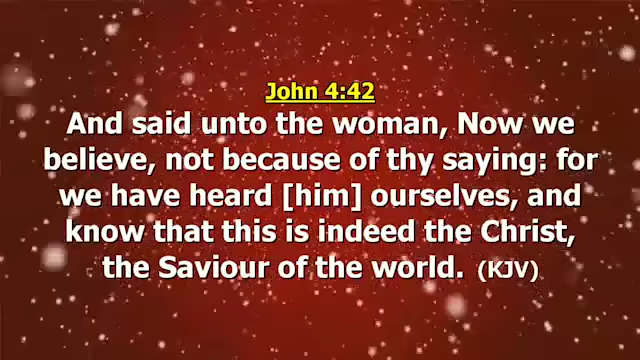 John 4:42
And said unto the woman, Now we
believe, not because of thy saying: for
we have heard [him] ourselves, and
know that this is indeed the Christ,
the Saviour of the world. (KJV)